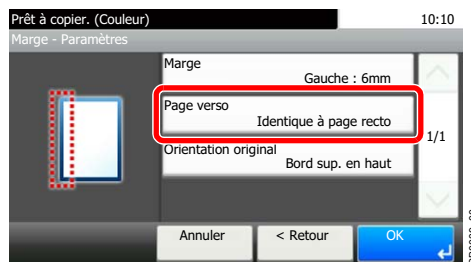 Prêt à copier. (Couleur) 10:10
Marge - Paramètres
Marge
Gauche : 6mm
Page verso
Identique à page recto
1/1
Orientation original
Bord sup. en haut
Annuler < Retour OK